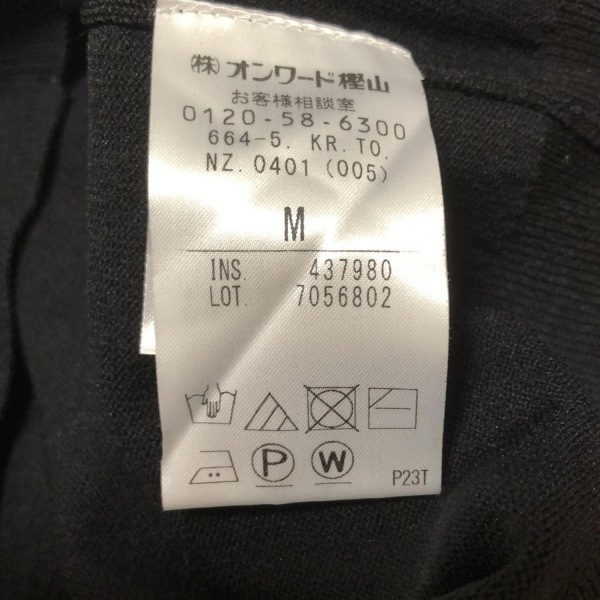 (株)オンワード樫山
お客様相談室
0120-58-6300
664-5. KR.TO.
NZ.0401 (005)
M
INS. 437980
LOT. 7056802
P W
P23T